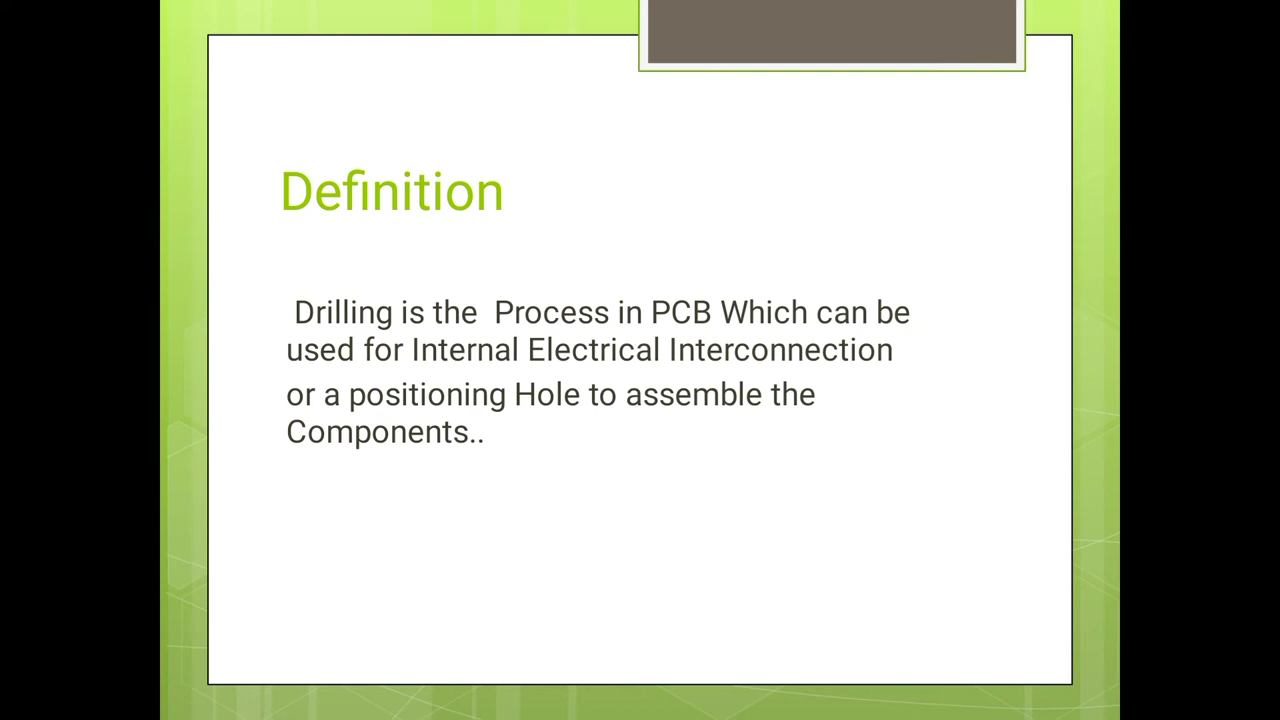 Definition
Drilling is the  Process in PCB Which can be
used for Internal Electrical Interconnection
or a positioning Hole to assemble the
Components..